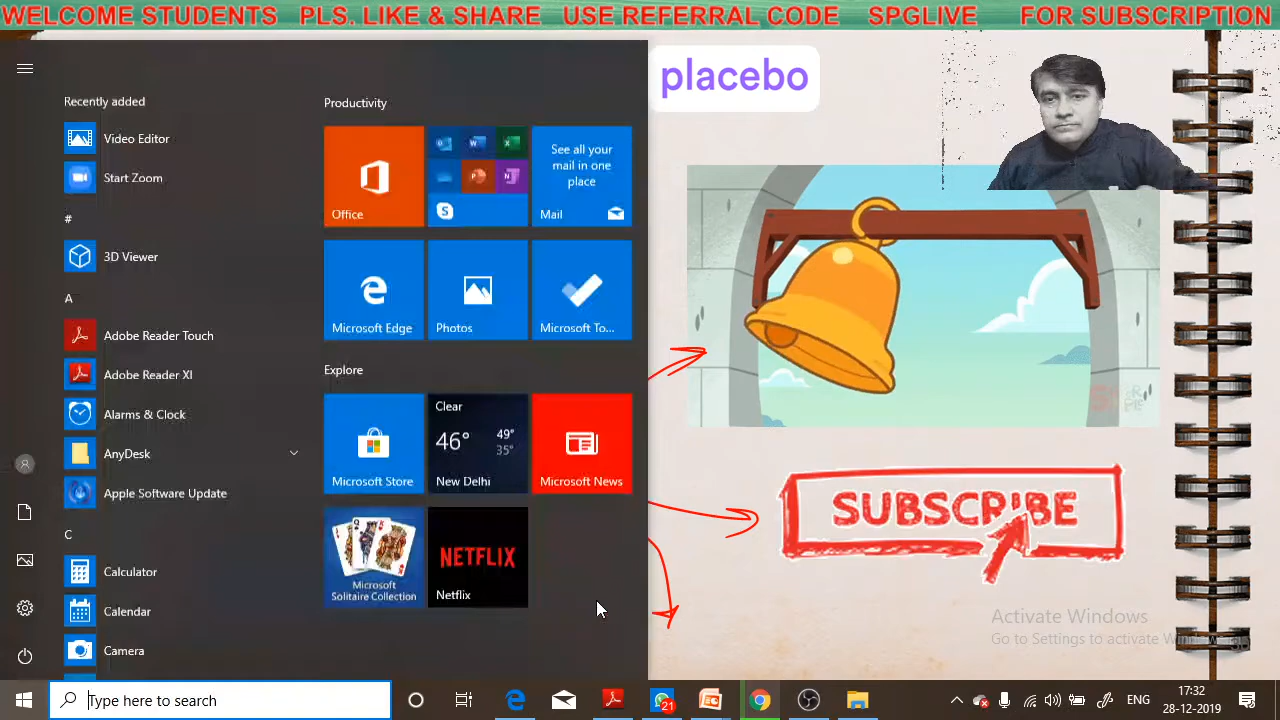 WELCOME STUDENTS PLS. LIKE & SHARE USE REFERRAL CODE SPGLIVE FOR SUBSCRIPTION
placebo
Recently added
Video Editor
Start Zoom
#
3D Viewer
A
Adobe Reader Touch
Adobe Reader XI
Alarms & Clock
AnyDesk
Apple Software Update
C
Calculator
Calendar
Camera
Productivity
Office
See all your
mail in one
place
Mail
Microsoft Edge
Photos
Microsoft To...
Explore
Microsoft Store
Clear
46° 49°
35°
New Delhi
Microsoft News
Microsoft
Solitaire Collection
NETFLIX
Netflix
SUBSCRIBE
Activate Windows
Go to Settings to activate
Type here to search
21
ENG
17:32
28-12-2019